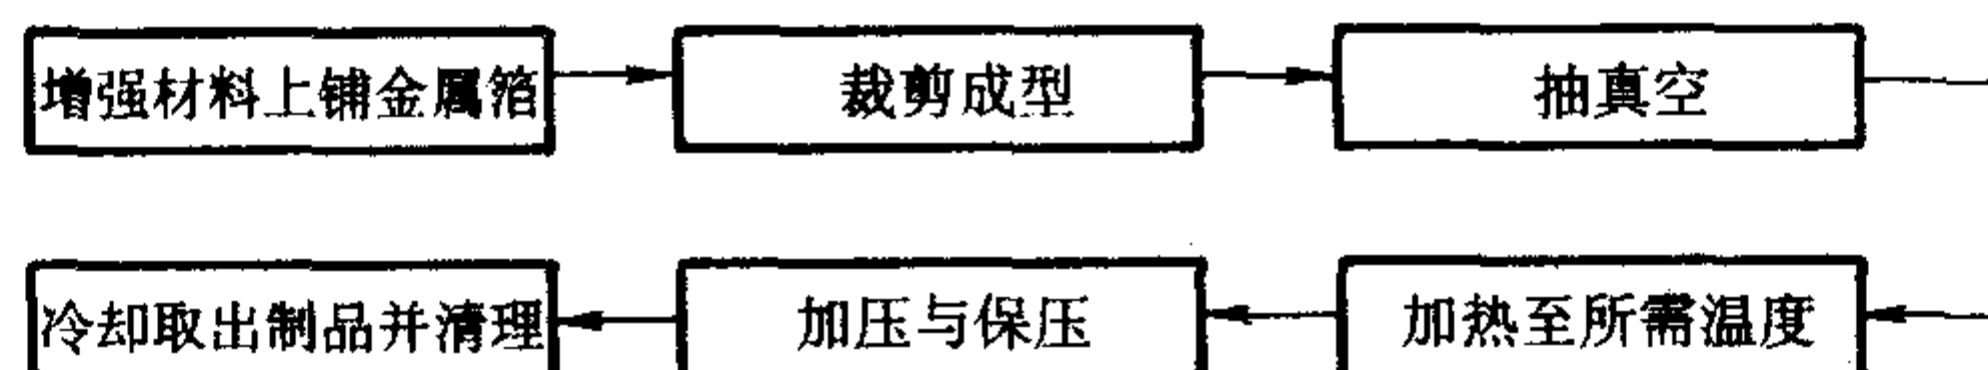 增强材料上铺金属箔
裁剪成型
抽真空
加热至所需温度
加压与保压
冷却取出制品并清理